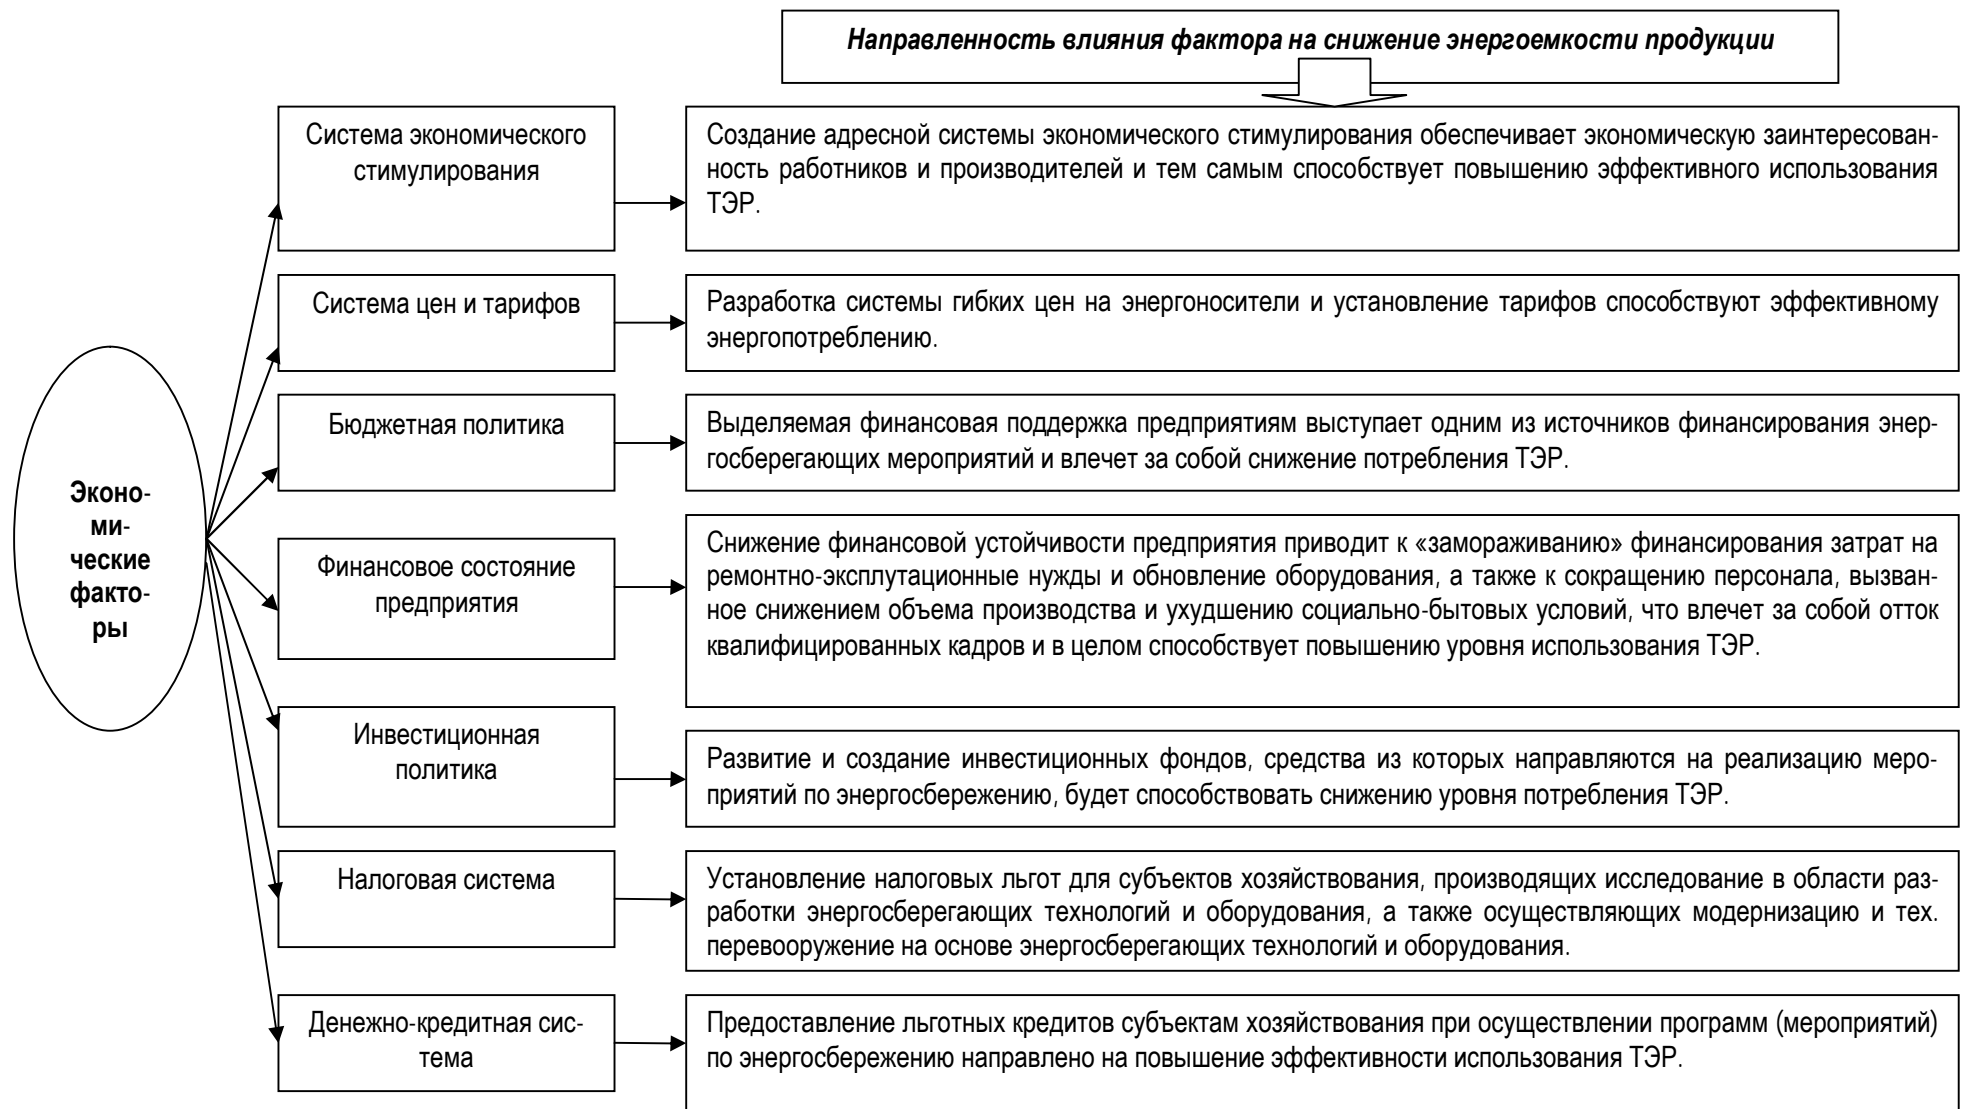 Направленность влияния фактора на снижение энергоемкости продукции
Система экономического
стимулирования
Создание адресной системы экономического стимулирования обеспечивает экономическую заинтересован-
ность работников и производителей и тем самым способствует повышению эффективного использования
ТЭР.
Система цен и тарифов
Разработка системы гибких цен на энергоносители и установление тарифов способствуют эффективному
энергопотреблению.
Бюджетная политика
Выделяемая финансовая поддержка предприятиям выступает одним из источников финансирования энер-
госберегающих мероприятий и влечет за собой снижение потребления ТЭР.
Эконо-
ми-
ческие
факто-
ры
Финансовое состояние
предприятия
Снижение финансовой устойчивости предприятия приводит к «замораживанию» финансирования затрат на
ремонтно-эксплутационные нужды и обновление оборудования, а также к сокращению персонала, вызван-
ное снижением объема производства и ухудшению социально-бытовых условий, что влечет за собой отток
квалифицированных кадров и в целом способствует повышению уровня использования ТЭР.
Инвестиционная
политика
Развитие и создание инвестиционных фондов, средства из которых направляются на реализацию меро-
приятий по энергосбережению, будет способствовать снижению уровня потребления ТЭР.
Налоговая система
Установление налоговых льгот для субъектов хозяйствования, производящих исследование в области раз-
работки энергосберегающих технологий и оборудования, а также осуществляющих модернизацию и тех.
перевооружение на основе энергосберегающих технологий и оборудования.
Денежно-кредитная сис-
тема
Предоставление льготных кредитов субъектам хозяйствования при осуществлении программ (мероприятий)
по энергосбережению направлено на повышение эффективности использования ТЭР.